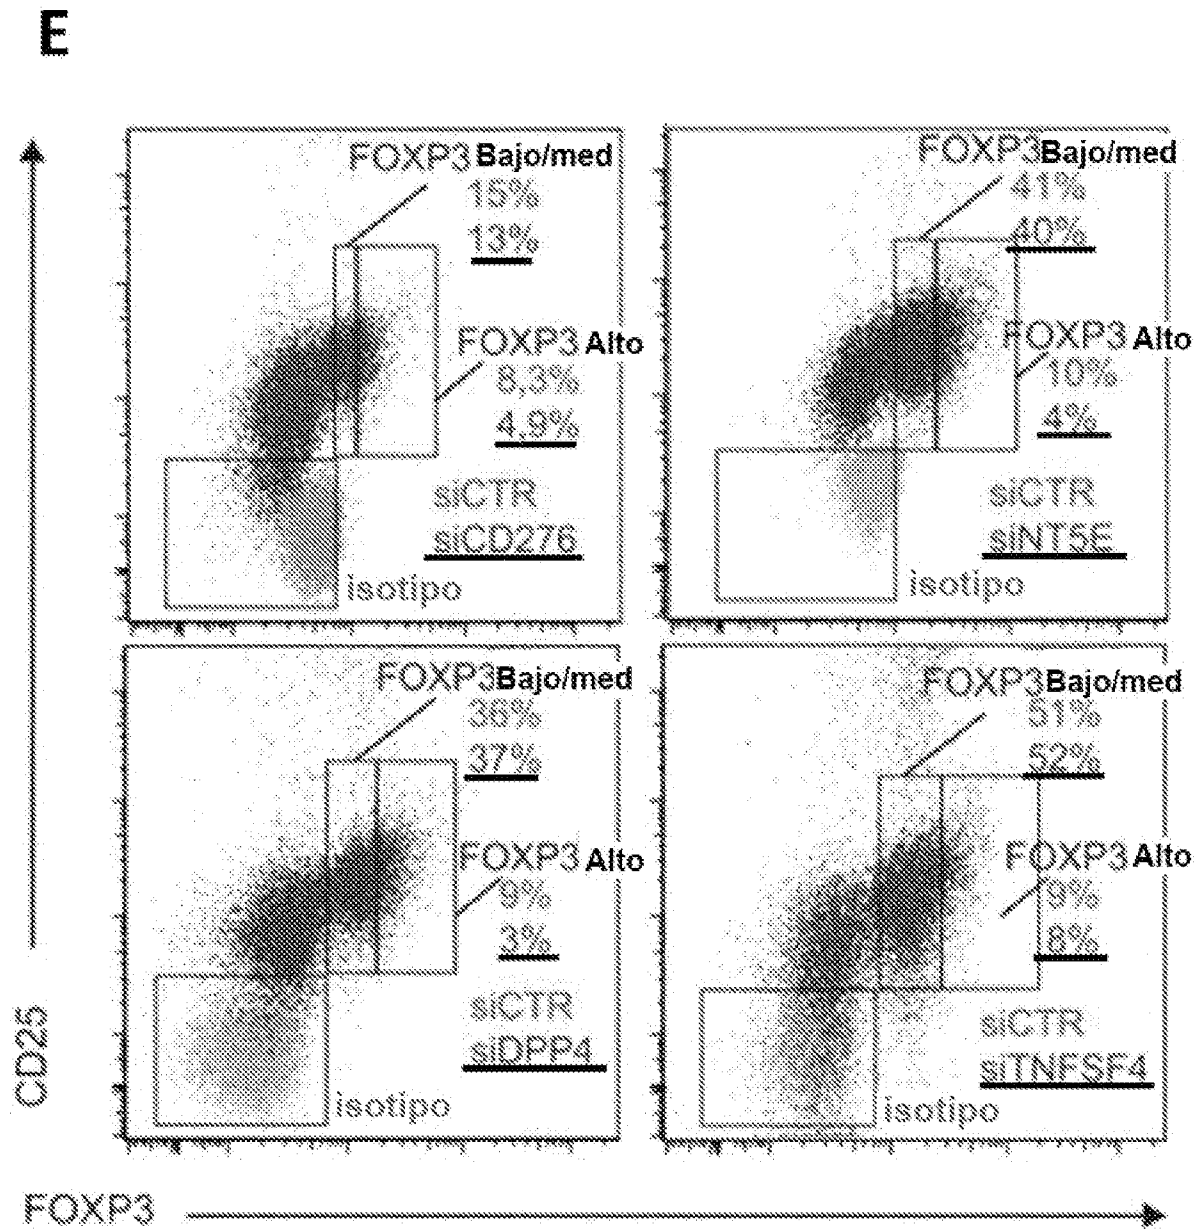 E
FOXP3 Bajo/med
15%
13%
FOXP3 Alto
8,3%
4,9%
siCTR
siCD276
isotipo
FOXP3 Bajo/med
41%
40%
FOXP3 Alto
10%
4%
siCTR
siNT5E
isotipo
FOXP3 Bajo/med
36%
37%
FOXP3 Alto
9%
3%
siCTR
siDPP4
isotipo
FOXP3 Bajo/med
51%
52%
FOXP3 Alto
9%
8%
siCTR
siTNFSF4
isotipo
CD25
FOXP3